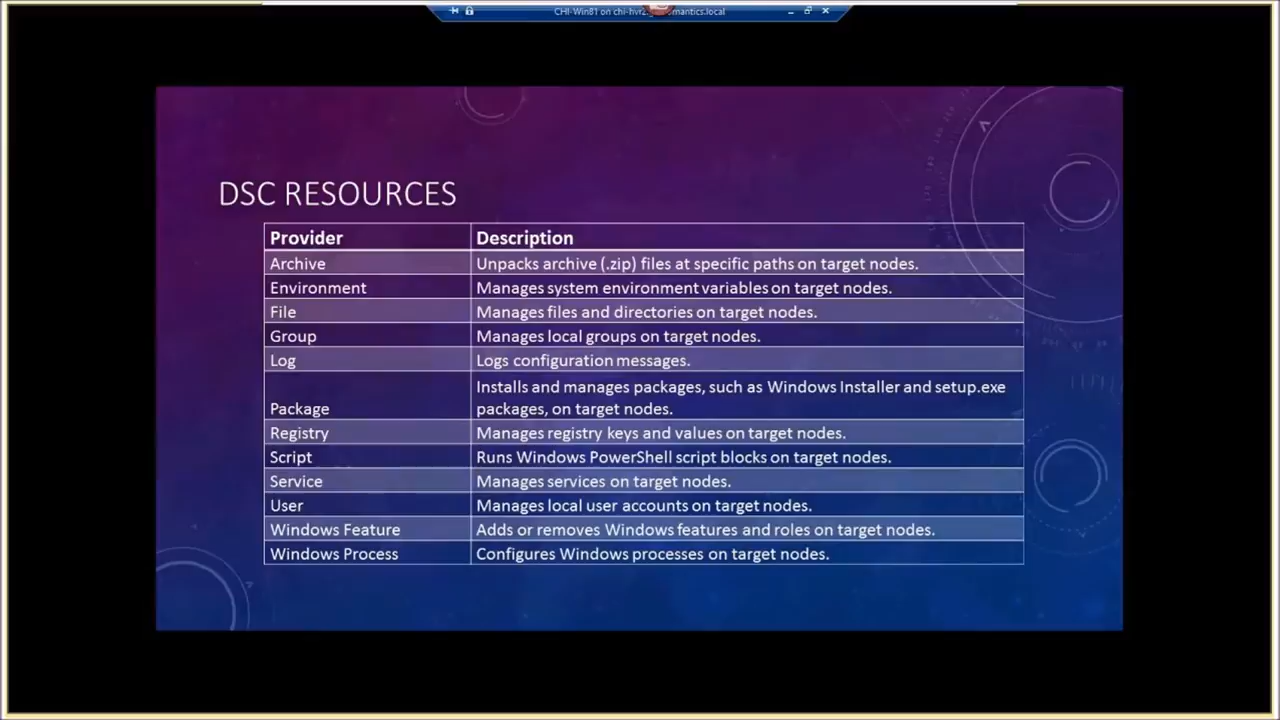 CHI-Win81 on chi-hvr2.
mantics.local
DSC RESOURCES
Provider Description
Archive Unpacks archive (.zip) files at specific paths on target nodes.
Environment Manages system environment variables on target nodes.
File Manages files and directories on target nodes.
Group Manages local groups on target nodes.
Log Logs configuration messages.
Package Installs and manages packages, such as Windows Installer and setup.exe
packages, on target nodes.
Registry Manages registry keys and values on target nodes.
Script Runs Windows PowerShell script blocks on target nodes.
Service Manages services on target nodes.
User Manages local user accounts on target nodes.
Windows Feature Adds or removes Windows features and roles on target nodes.
Windows Process Configures Windows processes on target nodes.